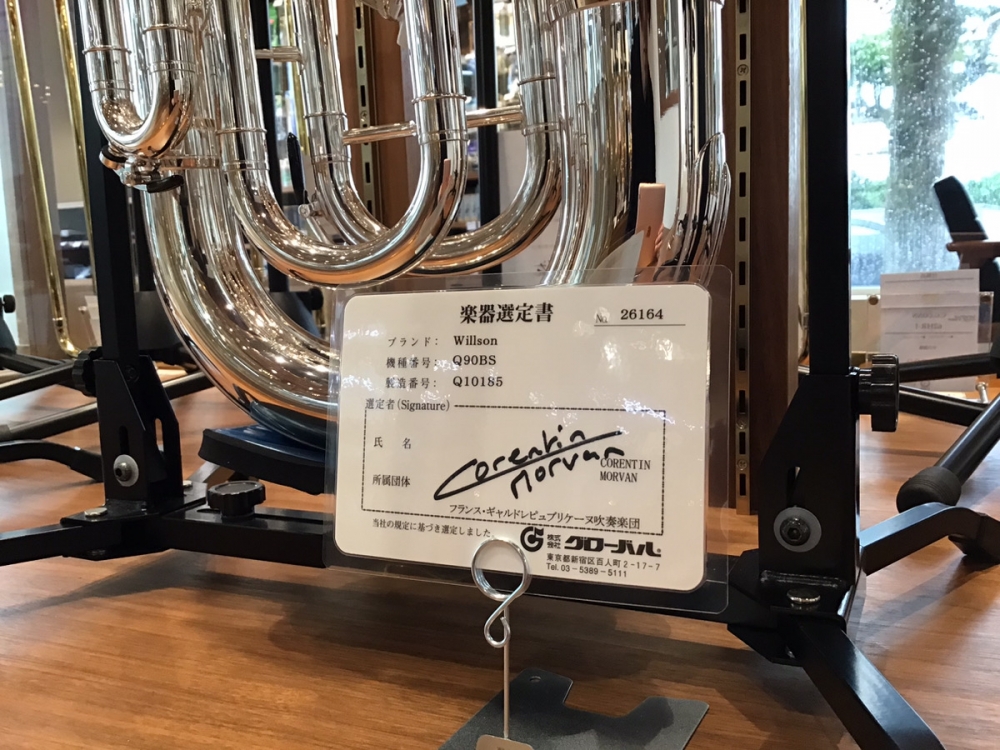 楽器選定書
No. 26164
ブランド： Willson
機種番号： Q90BS
製造番号： Q10185
選定者(Signature)
氏 名
Corentin
Morvan
CORENTIN
MORVAN
所属団体
フランス・ギャルドレピュブリケーヌ吹奏楽団
当社の規定に基づき選定しました。
株式会社 グローバル
東京都新宿区百人町2-17-7
Tel. 03-5389-5111